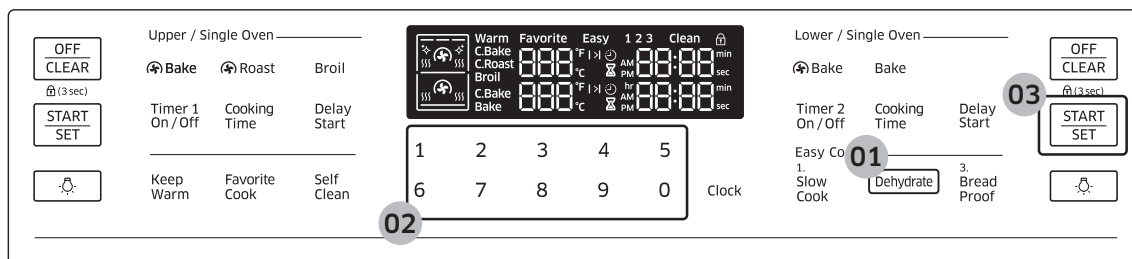 OFF
CLEAR
(3 sec)
START
SET
Upper / Single Oven
Bake Roast Broil
Timer 1 Cooking Delay
On / Off Time Start
Keep Favorite Self
Warm Cook Clean
Warm Favorite Easy 1 2 3 Clean
C.Bake
C.Roast
Broil
°F
°C
AM
PM
min
sec
C.Bake
Bake
°F
°C
hr
AM
PM
min
sec
1 2 3 4 5
6 7 8 9 0 Clock
02
Lower / Single Oven
Bake Bake
Timer 2 Cooking Delay
On / Off Time Start
Easy Co
01
1. 3.
Slow Dehydrate Bread
Cook Proof
OFF
CLEAR
(3 sec)
03
START
SET